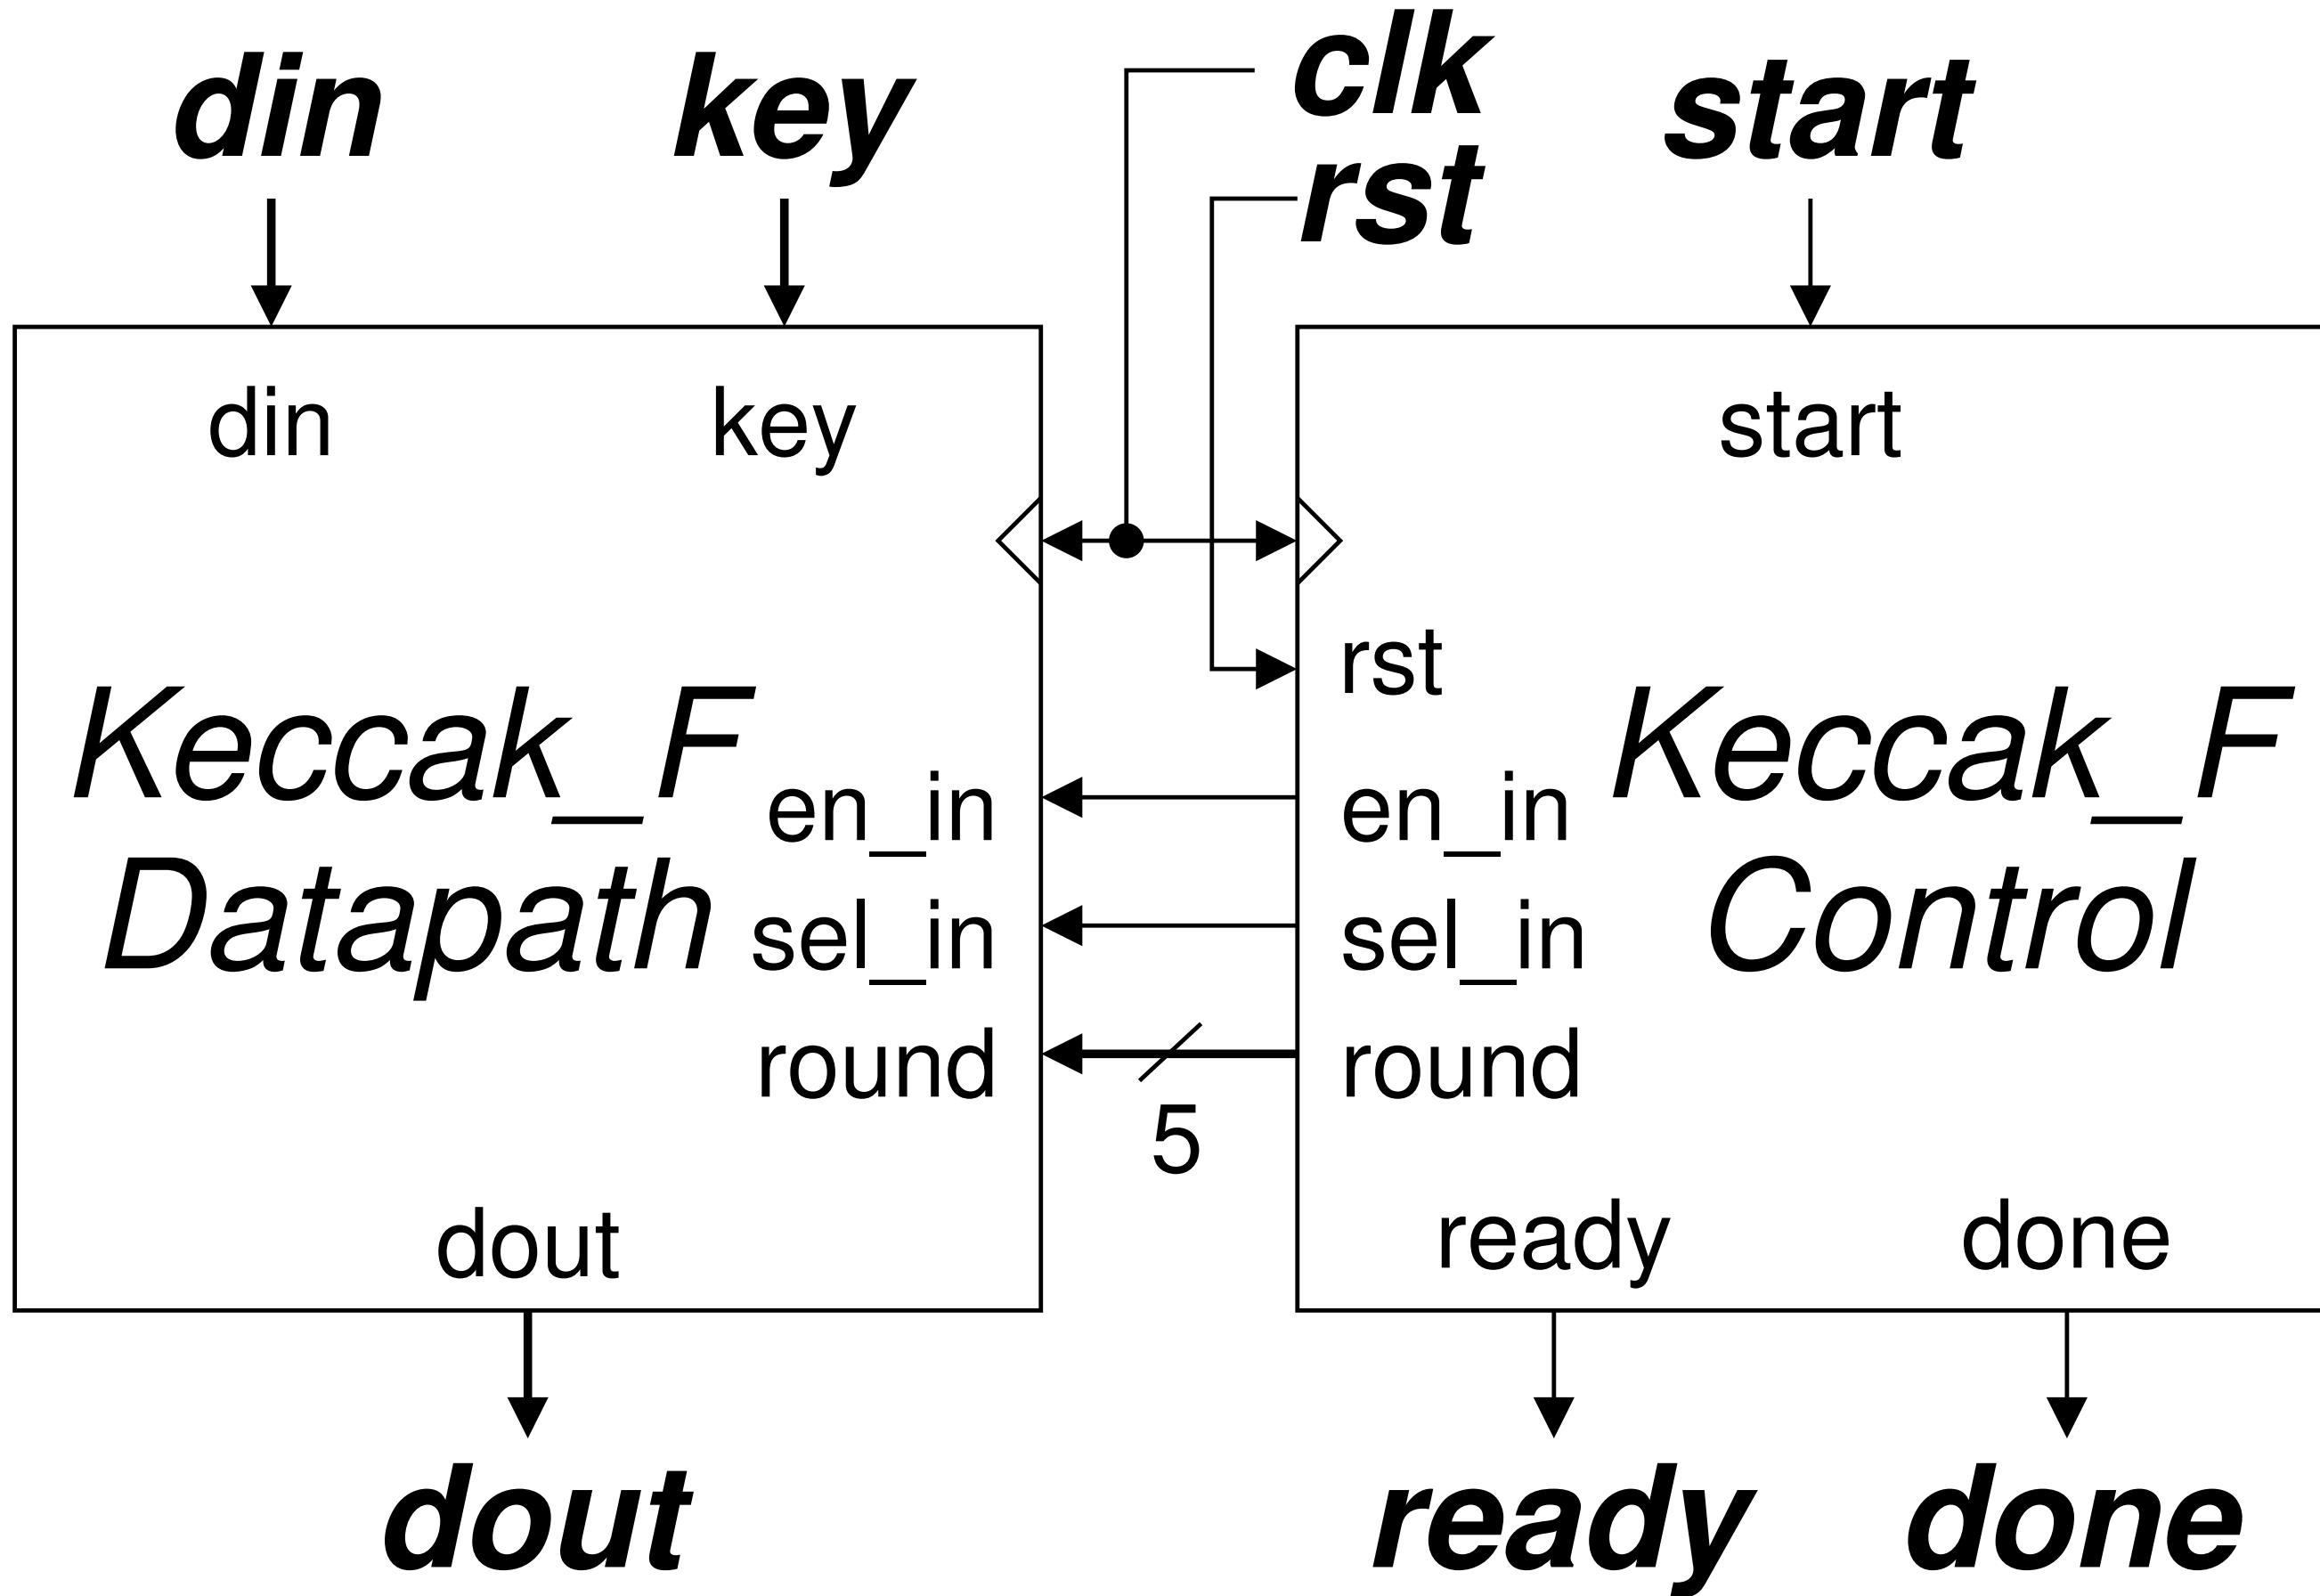 din key clk start
rst
din key start
rst
Keccak_F Keccak_F
en_in en_in
Datapath Control
sel_in sel_in
round round
5
dout ready done
dout ready done